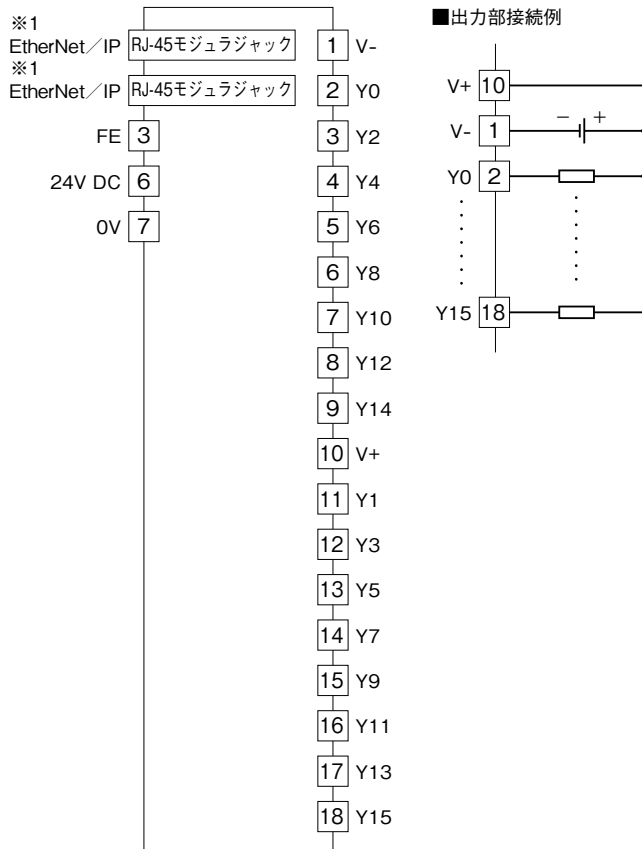 ※1
EtherNet／IP RJ-45モジュラジャック
※1
EtherNet／IP RJ-45モジュラジャック
FE 3
24V DC 6
0V 7
1 V-
2 Y0
3 Y2
4 Y4
5 Y6
6 Y8
7 Y10
8 Y12
9 Y14
10 V+
11 Y1
12 Y3
13 Y5
14 Y7
15 Y9
16 Y11
17 Y13
18 Y15
■出力部接続例
V+ 10
V- 1 − +
Y0 2
Y15 18